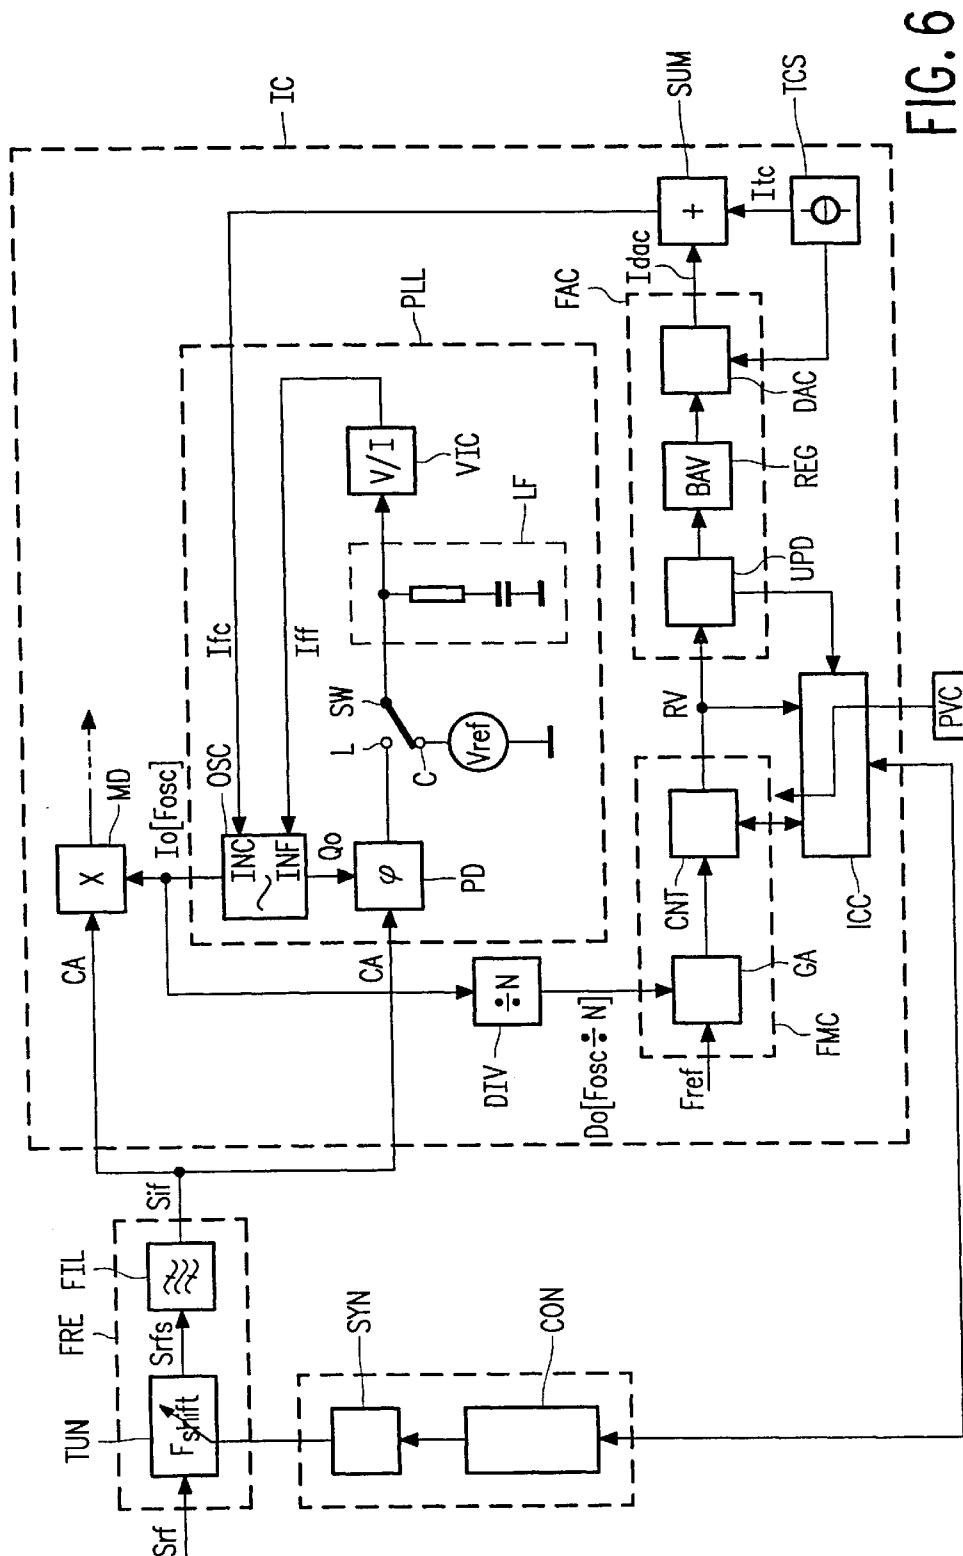 IC
FRE
FIL
TUN
Srf
Fshift
Srfs
Sif
CA
X
MD
Io[Fosc]
OSC
INC
INF
Ifc
Iff
Qo
CA
φ
PD
L
SW
C
Vref
V/I
VIC
LF
PLL
SYN
CON
÷N
DIV
Do[Fosc÷N]
Fref
GA
FMC
CNT
RV
ICC
PVC
UPD
BAV
REG
DAC
FAC
Idac
+
SUM
Itc
TCS
FIG. 6